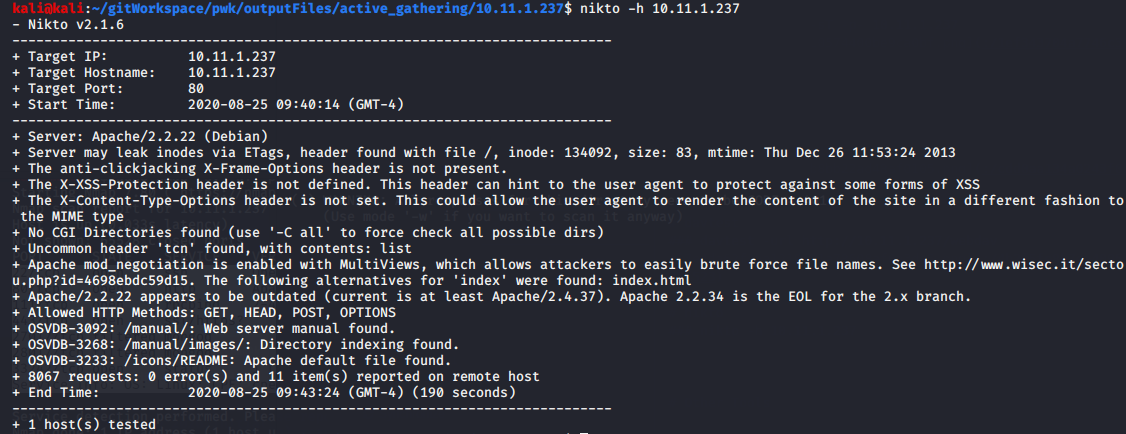 kali@kali:~/gitWorkspace/pwk/outputFiles/active_gathering/10.11.1.237$ nikto -h 10.11.1.237
- Nikto v2.1.6
---------------------------------------------------------------------------
+ Target IP:          10.11.1.237
+ Target Hostname:    10.11.1.237
+ Target Port:        80
+ Start Time:         2020-08-25 09:40:14 (GMT-4)
---------------------------------------------------------------------------
+ Server: Apache/2.2.22 (Debian)
+ Server may leak inodes via ETags, header found with file /, inode: 134092, size: 83, mtime: Thu Dec 26 11:53:24 2013
+ The anti-clickjacking X-Frame-Options header is not present.
+ The X-XSS-Protection header is not defined. This header can hint to the user agent to protect against some forms of XSS
+ The X-Content-Type-Options header is not set. This could allow the user agent to render the content of the site in a different fashion to
the MIME type
(Use mode '-w' if you want to scan it anyway)
+ No CGI Directories found (use '-C all' to force check all possible dirs)
+ Uncommon header 'tcn' found, with contents: list
+ Apache mod_negotiation is enabled with MultiViews, which allows attackers to easily brute force file names. See http://www.wisec.it/secto
u.php?id=4698ebdc59d15. The following alternatives for 'index' were found: index.html
+ Apache/2.2.22 appears to be outdated (current is at least Apache/2.4.37). Apache 2.2.34 is the EOL for the 2.x branch.
+ Allowed HTTP Methods: GET, HEAD, POST, OPTIONS
+ OSVDB-3092: /manual/: Web server manual found.
+ OSVDB-3268: /manual/images/: Directory indexing found.
+ OSVDB-3233: /icons/README: Apache default file found.
+ 8067 requests: 0 error(s) and 11 item(s) reported on remote host
+ End Time:           2020-08-25 09:43:24 (GMT-4) (190 seconds)
---------------------------------------------------------------------------
+ 1 host(s) tested